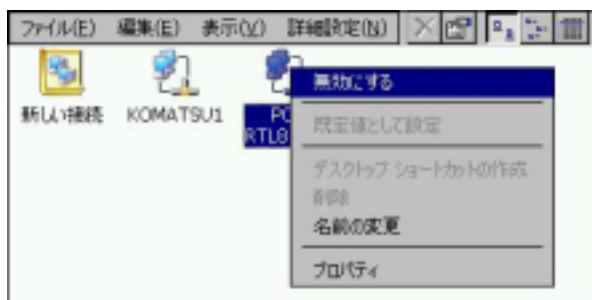 ファイル(F) 編集(E) 表示(V) 詳細設定(N)
新しい接続 KOMATSU1 PC
RTL8
無効にする
既定値として設定
デスクトップ ショートカットの作成
削除
名前の変更
プロパティ